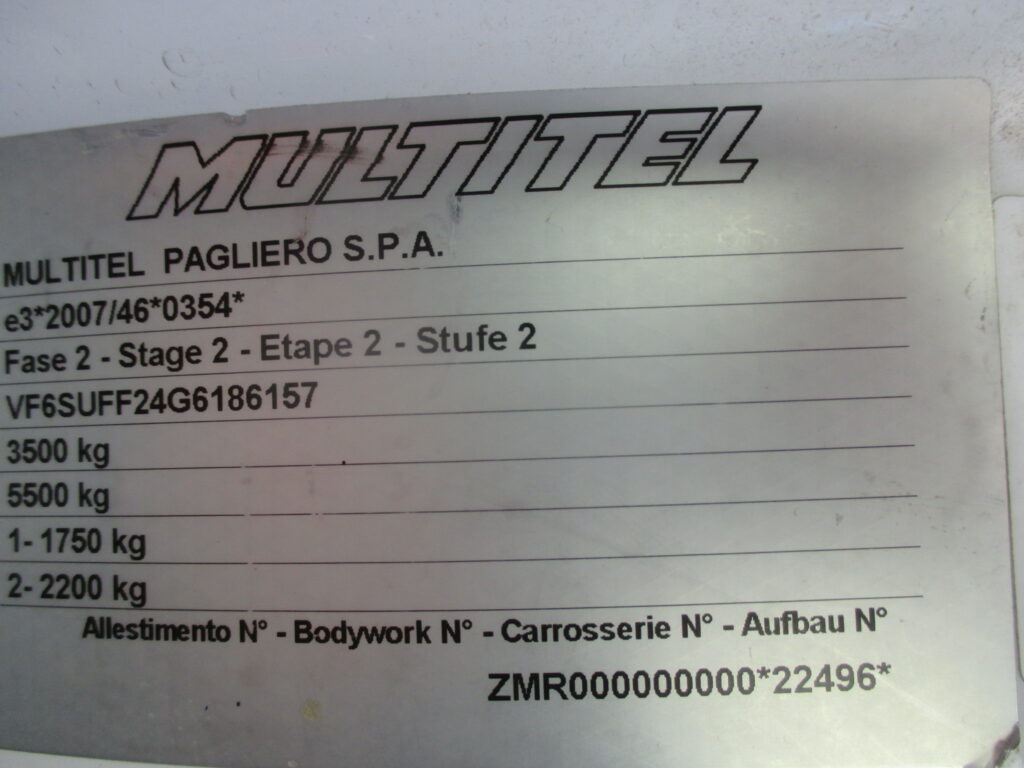 MULTITEL
MULTITEL PAGLIERO S.P.A.
e3*2007/46*0354*
Fase 2 - Stage 2 - Etape 2 - Stufe 2
VF6SUFF24G6186157
3500 kg
5500 kg
1- 1750 kg
2- 2200 kg
Allestimento N° - Bodywork N° - Carrosserie N° - Aufbau N°
ZMR000000000*22496*